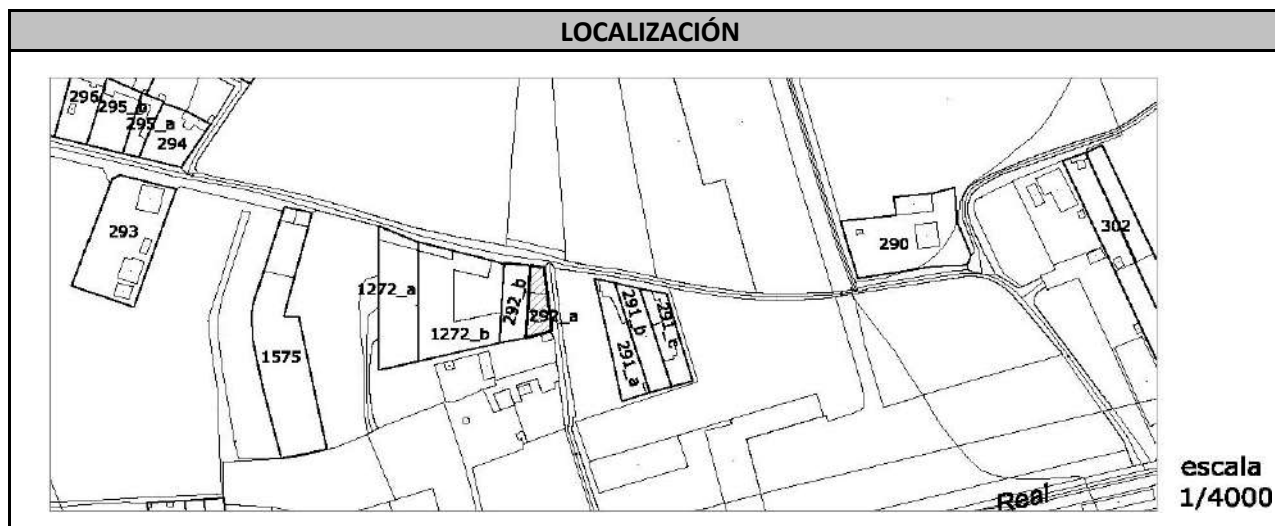 LOCALIZACIÓN
296
295_b
295_a
294
293
1575
1272_a
1272_b
292_b
292_a
291_a
291_b
291_c
290
302
Real
escala
1/4000